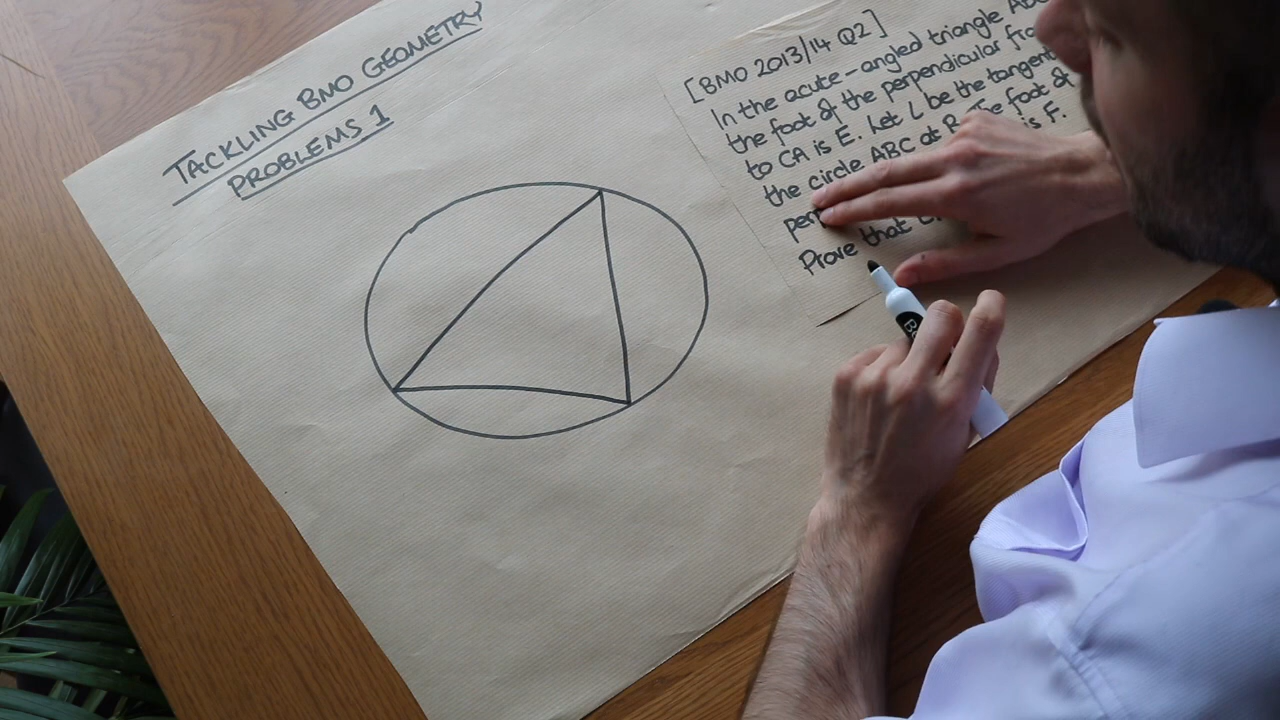 TACKLING BMO GEOMETRY
PROBLEMS 1
[BMO 2013/14 Q2]
In the acute-angled triangle ABC
the foot of the perpendicular
to CA is E. Let L be the tangent
the circle ABC at B. The foot of
is F.
Prove that